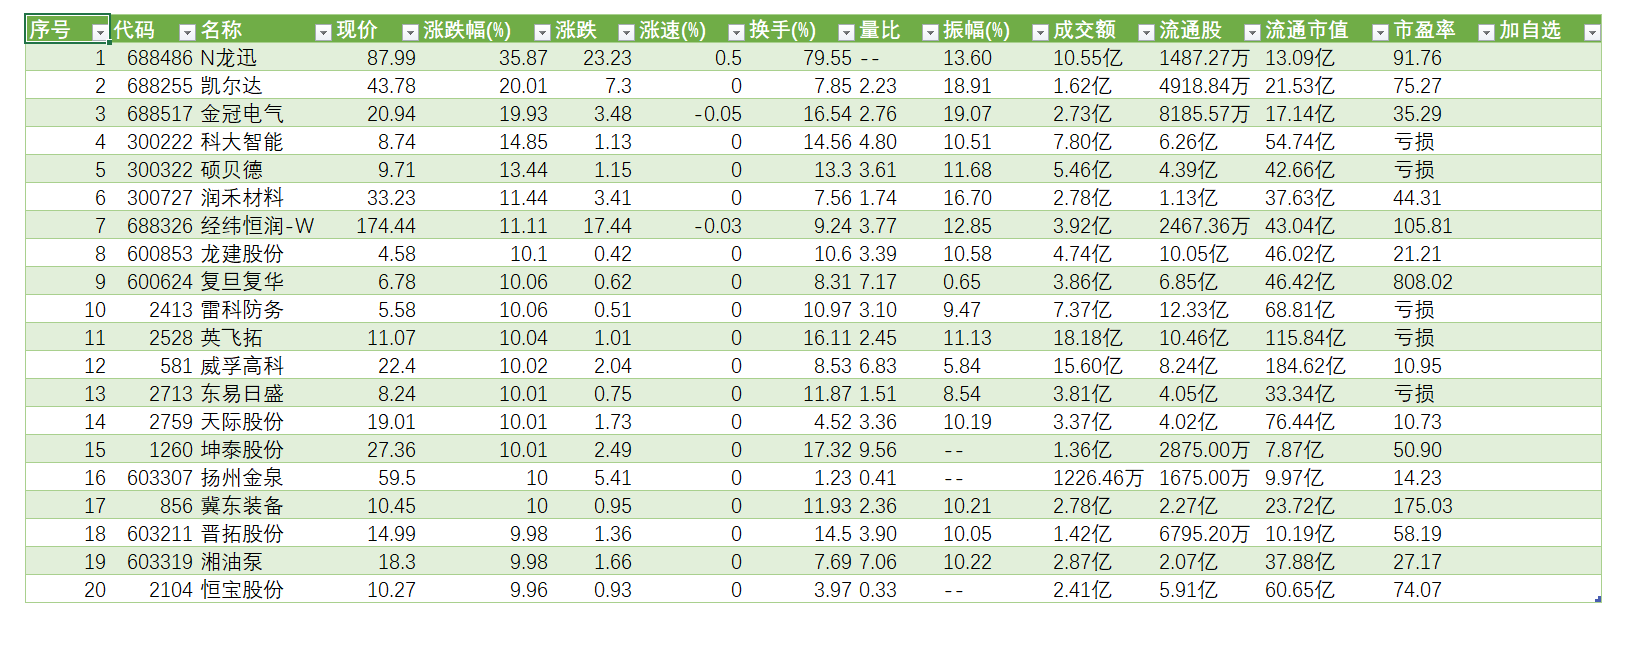 序号 代码 名称 现价 涨跌幅(%) 涨跌 涨速(%) 换手(%) 量比 振幅(%) 成交额 流通股 流通市值 市盈率 加自选
1 688486 N龙迅 87.99 35.87 23.23 0.5 79.55 -- 13.60 10.55亿 1487.27万 13.09亿 91.76
2 688255 凯尔达 43.78 20.01 7.3 0 7.85 2.23 18.91 1.62亿 4918.84万 21.53亿 75.27
3 688517 金冠电气 20.94 19.93 3.48 -0.05 16.54 2.76 19.07 2.73亿 8185.57万 17.14亿 35.29
4 300222 科大智能 8.74 14.85 1.13 0 14.56 4.80 10.51 7.80亿 6.26亿 54.74亿 亏损
5 300322 硕贝德 9.71 13.44 1.15 0 13.3 3.61 11.68 5.46亿 4.39亿 42.66亿 亏损
6 300727 润禾材料 33.23 11.44 3.41 0 7.56 1.74 16.70 2.78亿 1.13亿 37.63亿 44.31
7 688326 经纬恒润-W 174.44 11.11 17.44 -0.03 9.24 3.77 12.85 3.92亿 2467.36万 43.04亿 105.81
8 600853 龙建股份 4.58 10.1 0.42 0 10.6 3.39 10.58 4.74亿 10.05亿 46.02亿 21.21
9 600624 复旦复华 6.78 10.06 0.62 0 8.31 7.17 0.65 3.86亿 6.85亿 46.42亿 808.02
10 2413 雷科防务 5.58 10.06 0.51 0 10.97 3.10 9.47 7.37亿 12.33亿 68.81亿 亏损
11 2528 英飞拓 11.07 10.04 1.01 0 16.11 2.45 11.13 18.18亿 10.46亿 115.84亿 亏损
12 581 威孚高科 22.4 10.02 2.04 0 8.53 6.83 5.84 15.60亿 8.24亿 184.62亿 10.95
13 2713 东易日盛 8.24 10.01 0.75 0 11.87 1.51 8.54 3.81亿 4.05亿 33.34亿 亏损
14 2759 天际股份 19.01 10.01 1.73 0 4.52 3.36 10.19 3.37亿 4.02亿 76.44亿 10.73
15 1260 坤泰股份 27.36 10.01 2.49 0 17.32 9.56 -- 1.36亿 2875.00万 7.87亿 50.90
16 603307 扬州金泉 59.5 10 5.41 0 1.23 0.41 -- 1226.46万 1675.00万 9.97亿 14.23
17 856 冀东装备 10.45 10 0.95 0 11.93 2.36 10.21 2.78亿 2.27亿 23.72亿 175.03
18 603211 晋拓股份 14.99 9.98 1.36 0 14.5 3.90 10.05 1.42亿 6795.20万 10.19亿 58.19
19 603319 湘油泵 18.3 9.98 1.66 0 7.69 7.06 10.22 2.87亿 2.07亿 37.88亿 27.17
20 2104 恒宝股份 10.27 9.96 0.93 0 3.97 0.33 -- 2.41亿 5.91亿 60.65亿 74.07